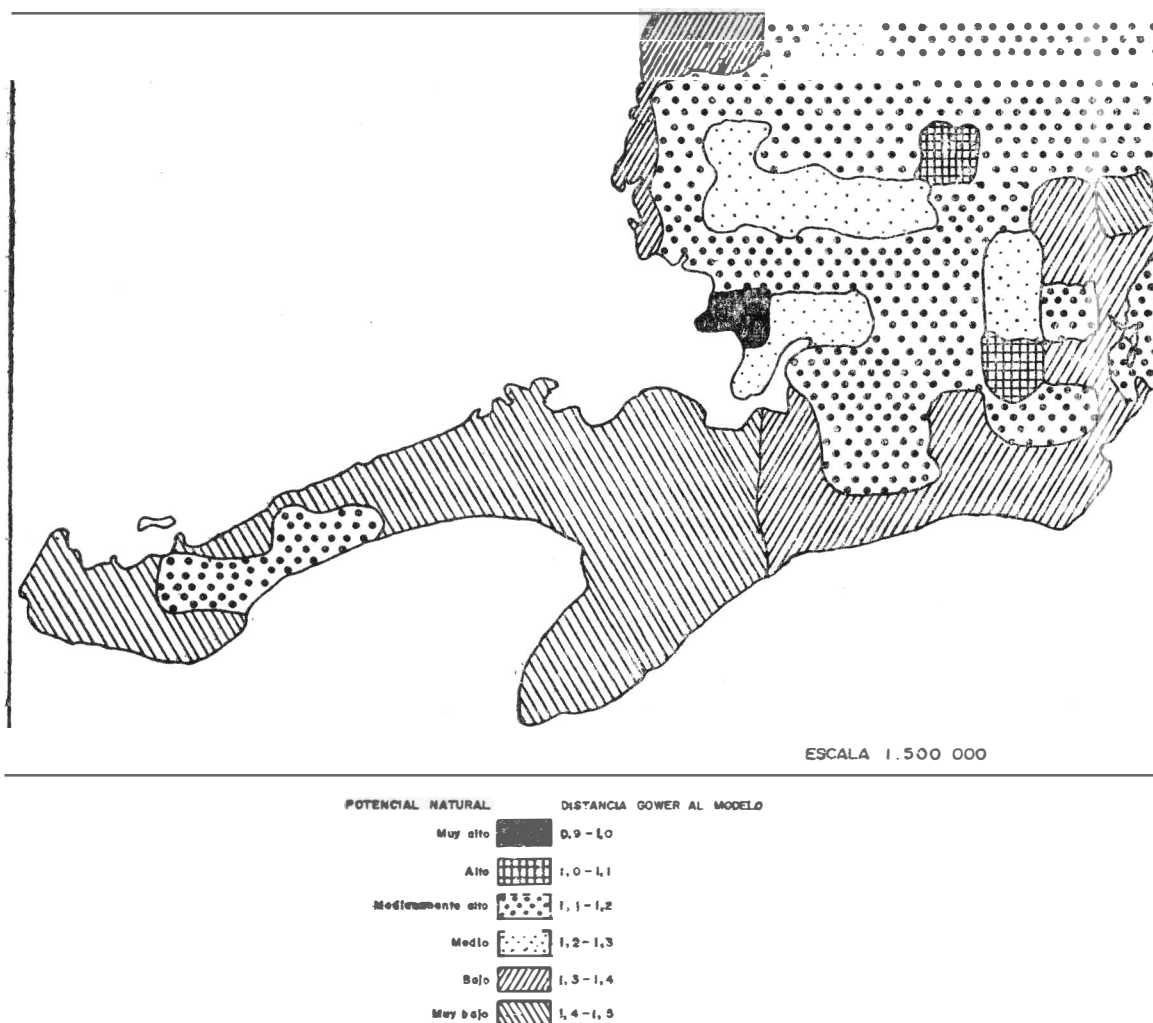 ESCALA 1.500 000
POTENCIAL NATURAL DISTANCIA GOWER AL MODELO
Muy alto 0,9-1,0
Alto 1,0-1,1
Medianamente alto 1,1-1,2
Medio 1,2-1,3
Bajo 1,3-1,4
Muy bajo 1,4-1,5